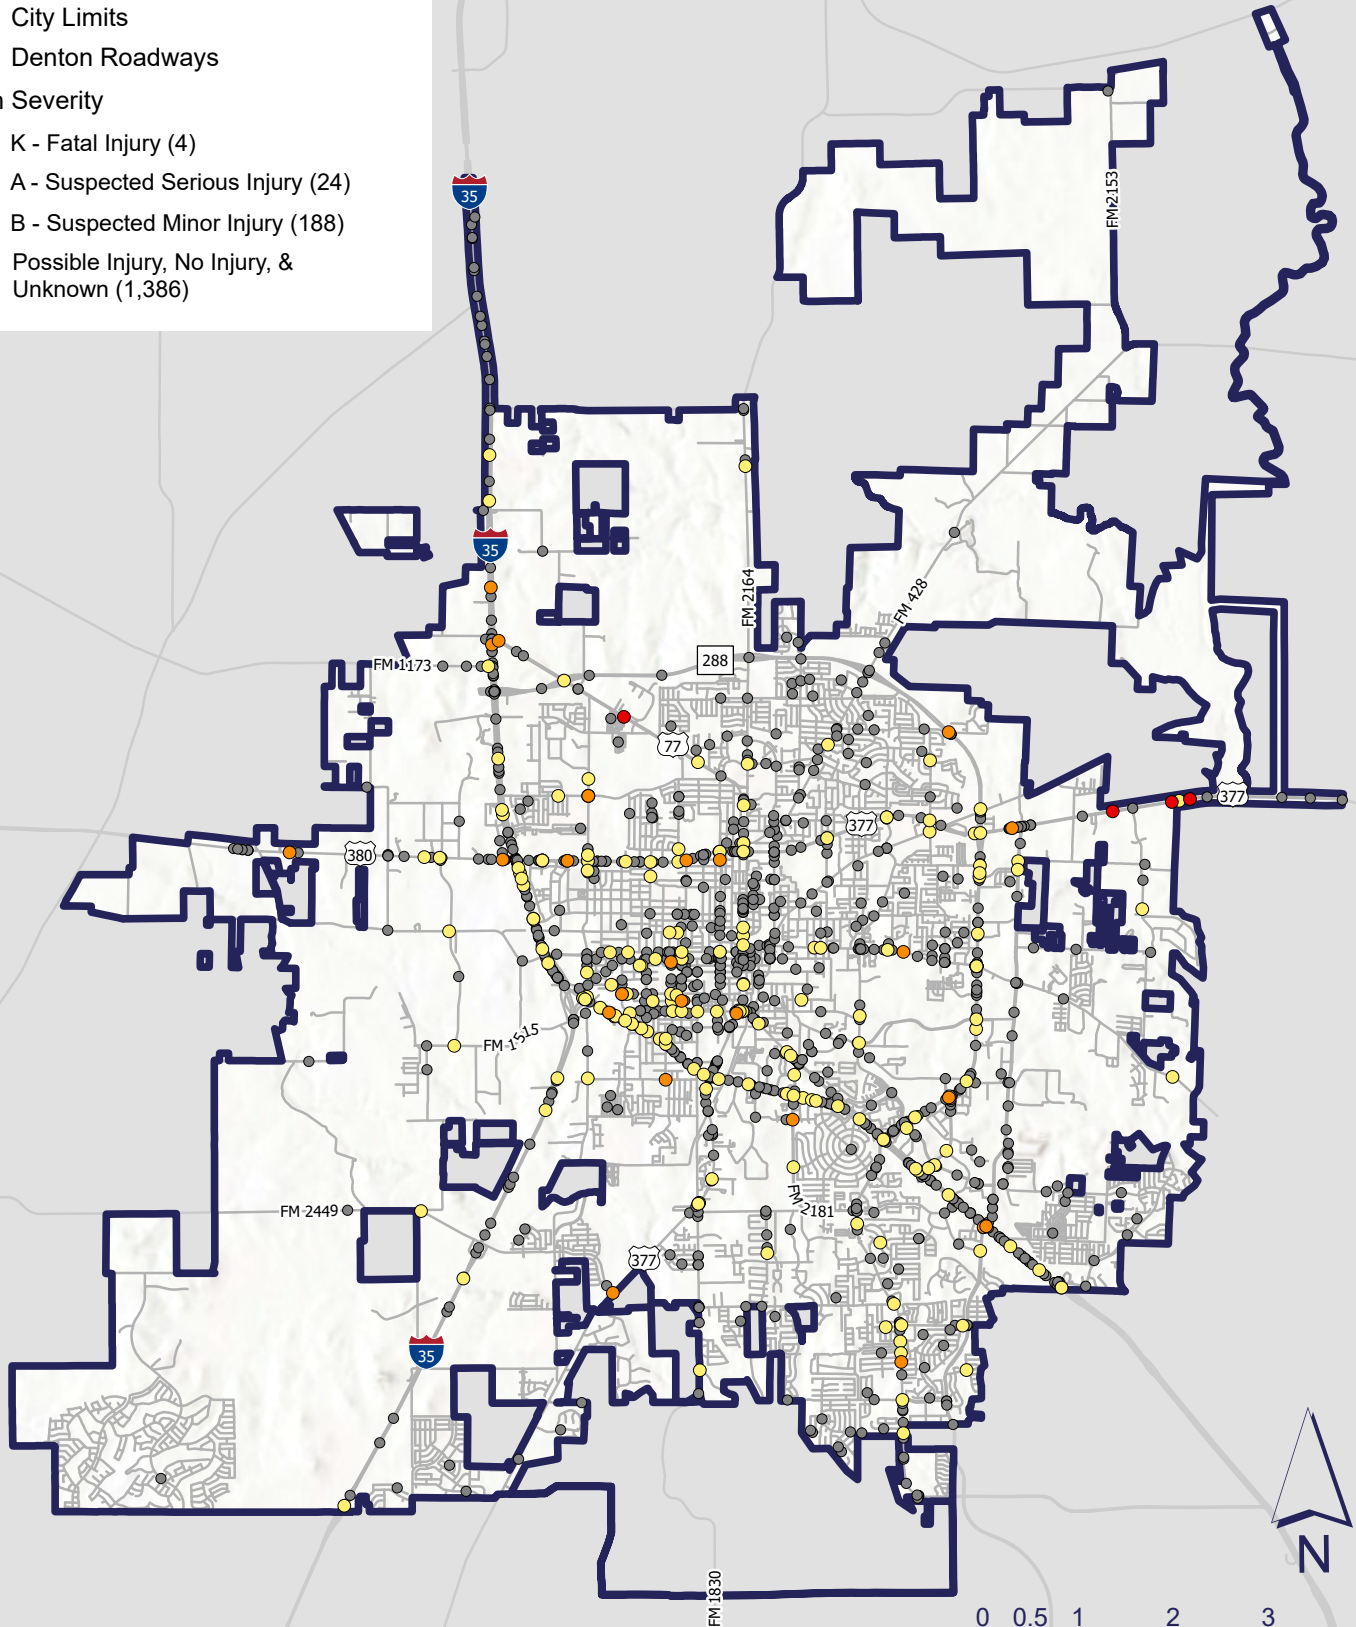 City Limits
Denton Roadways
Severity
K - Fatal Injury (4)
A - Suspected Serious Injury (24)
B - Suspected Minor Injury (188)
Possible Injury, No Injury, &
Unknown (1,386)
35
FM 2153
35
FM 2164
FM 428
288
FM 1173
77
377
377
380
FM 1515
FM 2449
FM 2181
377
35
N
FM 1830
0 0.5 1 2 3